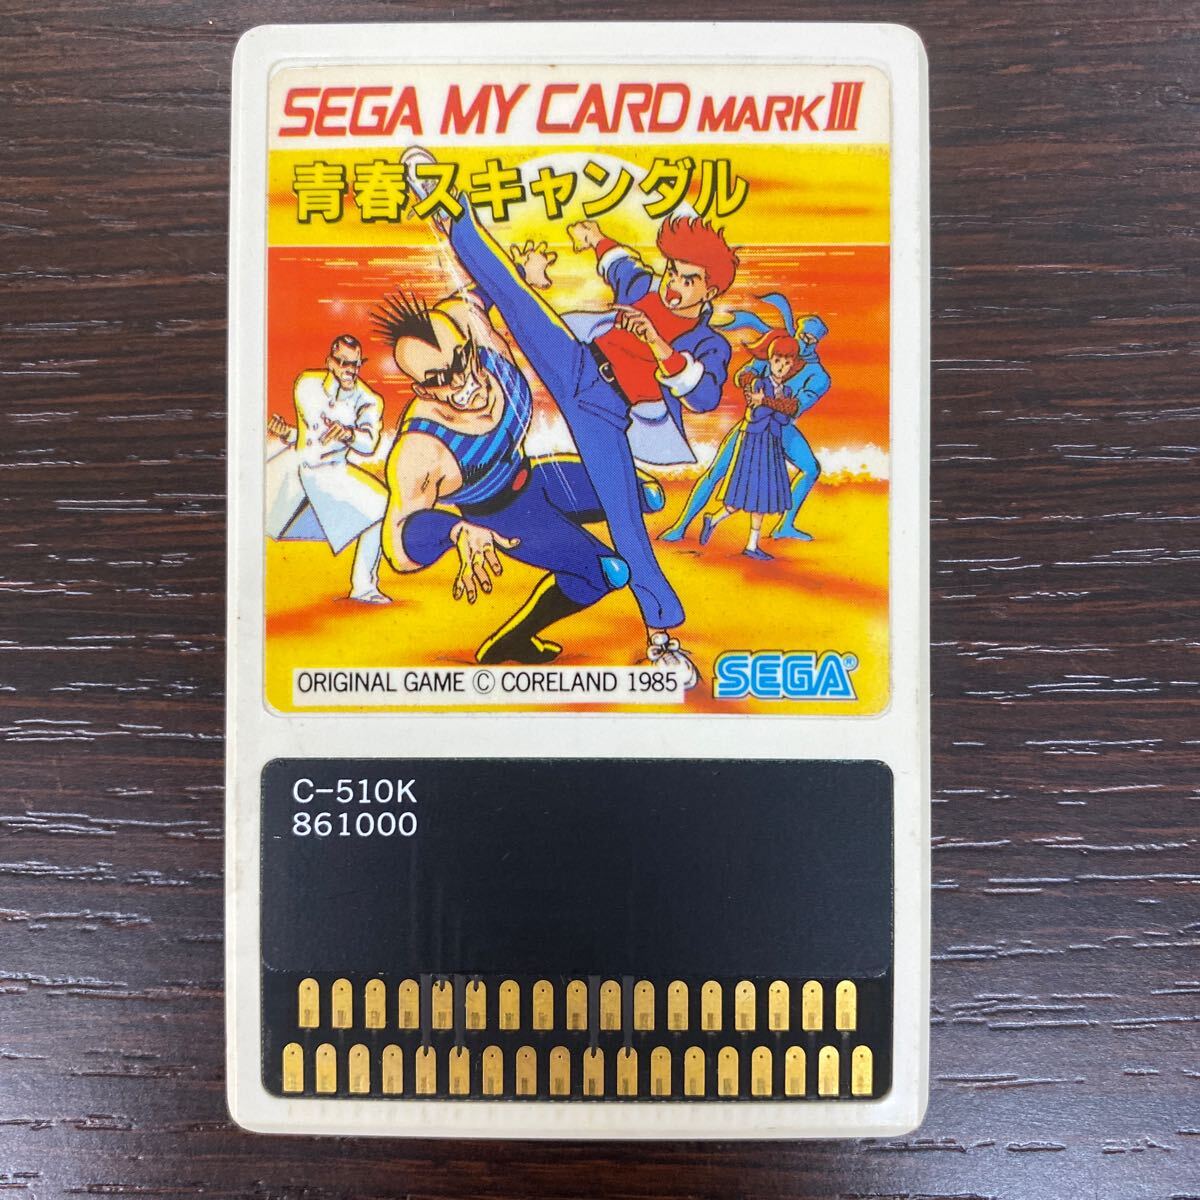 SEGA MY CARD MARK III
青春スキャンダル
ORIGINAL GAME © CORELAND 1985
SEGA®
C-510K
861000